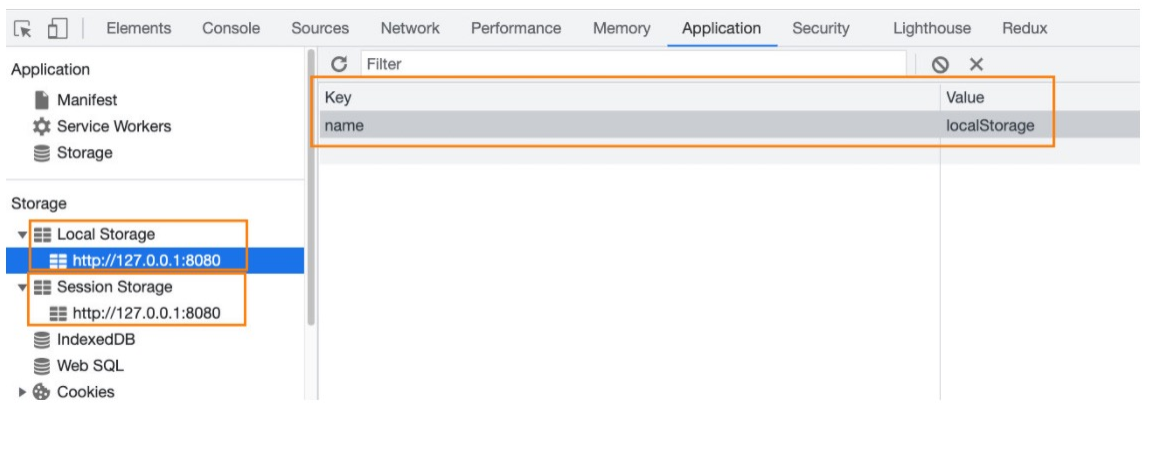 Elements Console Sources Network Performance Memory Application Security Lighthouse Redux
Application
Manifest
Service Workers
Storage
Storage
Local Storage
http://127.0.0.1:8080
Session Storage
http://127.0.0.1:8080
IndexedDB
Web SQL
Cookies
Filter
Key Value
name localStorage